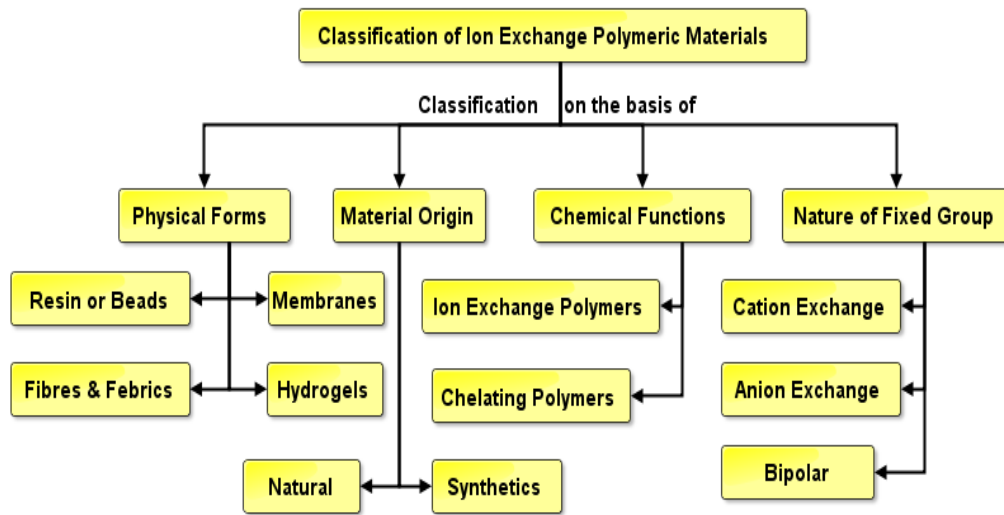 Classification of Ion Exchange Polymeric Materials
Classification on the basis of
Physical Forms
Material Origin
Chemical Functions
Nature of Fixed Group
Resin or Beads
Membranes
Ion Exchange Polymers
Cation Exchange
Fibres & Febrics
Hydrogels
Chelating Polymers
Anion Exchange
Natural
Synthetics
Bipolar